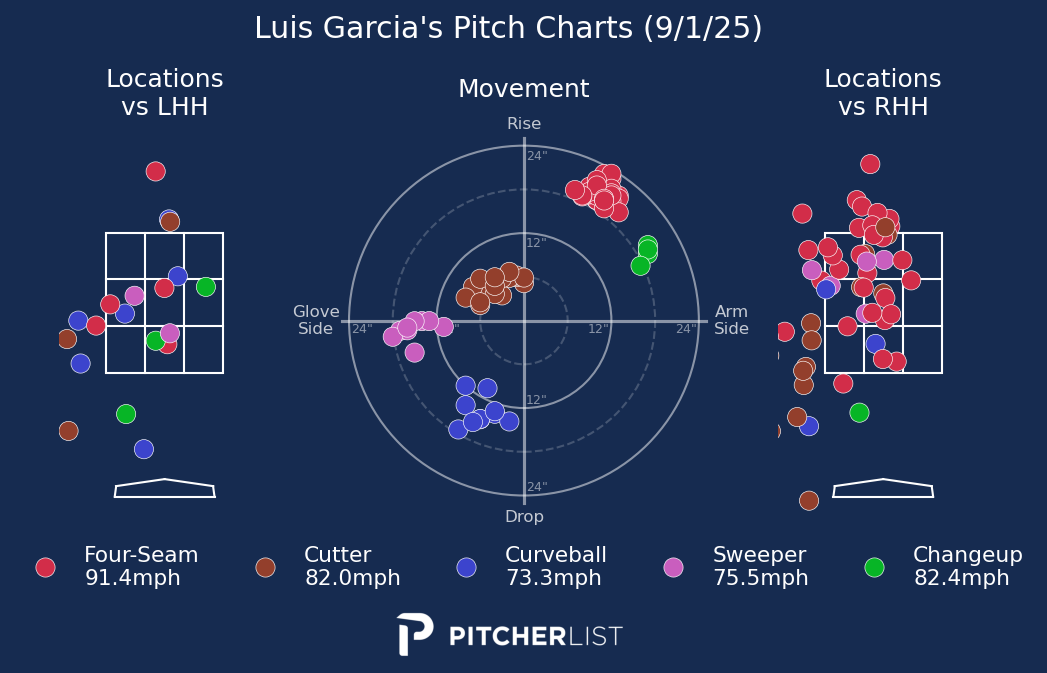 Luis Garcia's Pitch Charts (9/1/25)
Locations
vs LHH
Movement
Locations
vs RHH
Rise
24"
12"
Glove
Side
24"
"
12"
24"
Arm
Side
12"
24"
Drop
Four-Seam
91.4mph
Cutter
82.0mph
Curveball
73.3mph
Sweeper
75.5mph
Changeup
82.4mph
PITCHERLIST